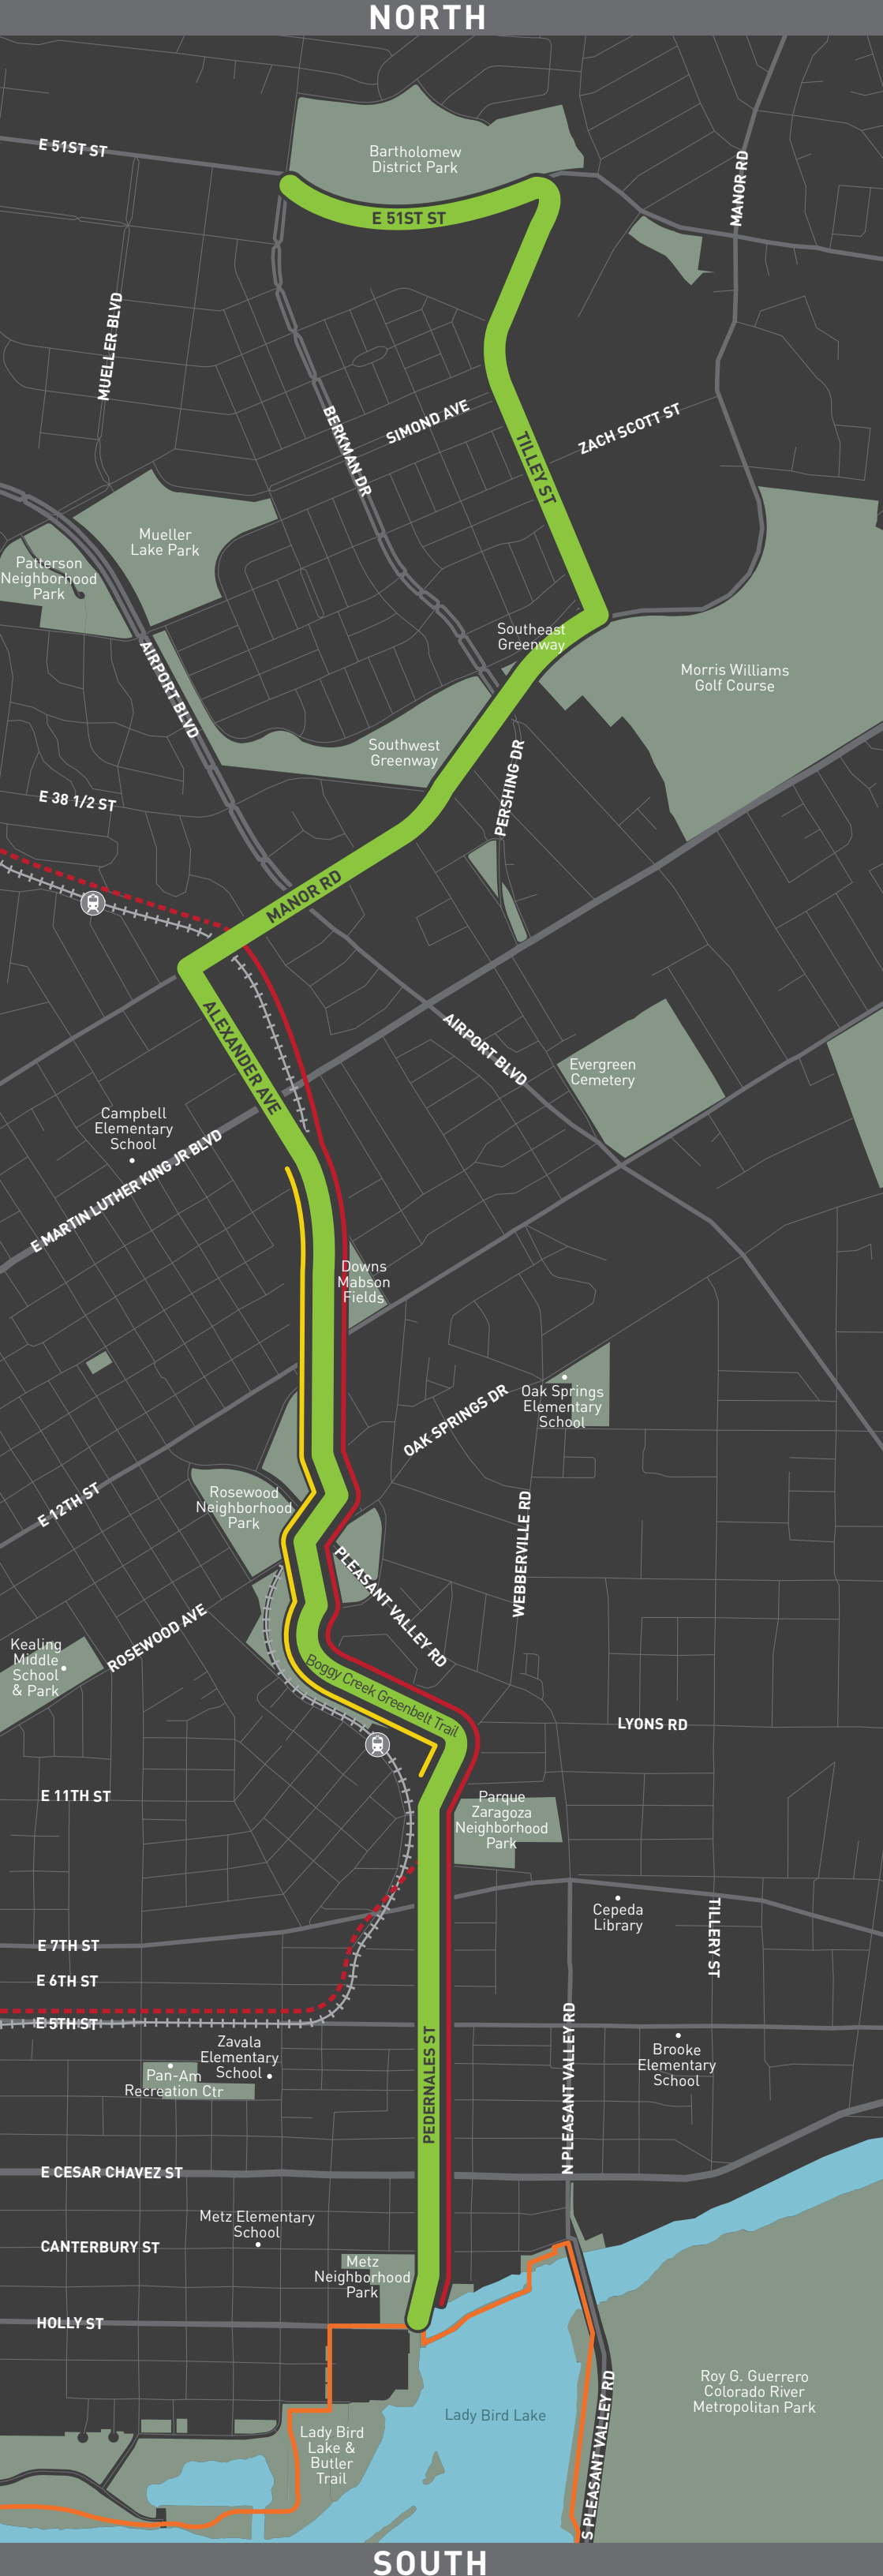 NORTH
Bartholomew
District Park
E 51ST ST
MANOR RD
E 51ST ST
MUELLER BLVD
BERKMAN DR
SIMOND AVE
ZACH SCOTT ST
TILLEY ST
Mueller
Lake Park
Patterson
Neighborhood
Park
Southeast
Greenway
AIRPORT BLVD
Morris Williams
Golf Course
Southwest
Greenway
PERSHING DR
E 38 1/2 ST
MANOR RD
ALEXANDER AVE
AIRPORT BLVD
Evergreen
Cemetery
Campbell
Elementary
School
E MARTIN LUTHER KING JR BLVD
Downs
Mabson
Fields
OAK SPRINGS DR
Oak Springs
Elementary
School
E 12TH ST
Rosewood
Neighborhood
Park
WEBBERVILLE RD
PLEASANT VALLEY RD
ROSEWOOD AVE
Kealing
Middle
School
& Park
Boggy Creek Greenbelt Trail
LYONS RD
E 11TH ST
Parque
Zaragoza
Neighborhood
Park
Cepeda
Library
TILLERY ST
E 7TH ST
E 6TH ST
E 5TH ST
Zavala
Elementary
School
Pan-Am
Recreation Ctr
PEDERNALES ST
N PLEASANT VALLEY RD
Brooke
Elementary
School
E CESAR CHAVEZ ST
Metz Elementary
School
CANTERBURY ST
Metz
Neighborhood
Park
HOLLY ST
Roy G. Guerrero
Colorado River
Metropolitan Park
Lady Bird Lake
Lady Bird
Lake &
Butler
Trail
S PLEASANT VALLEY RD
SOUTH